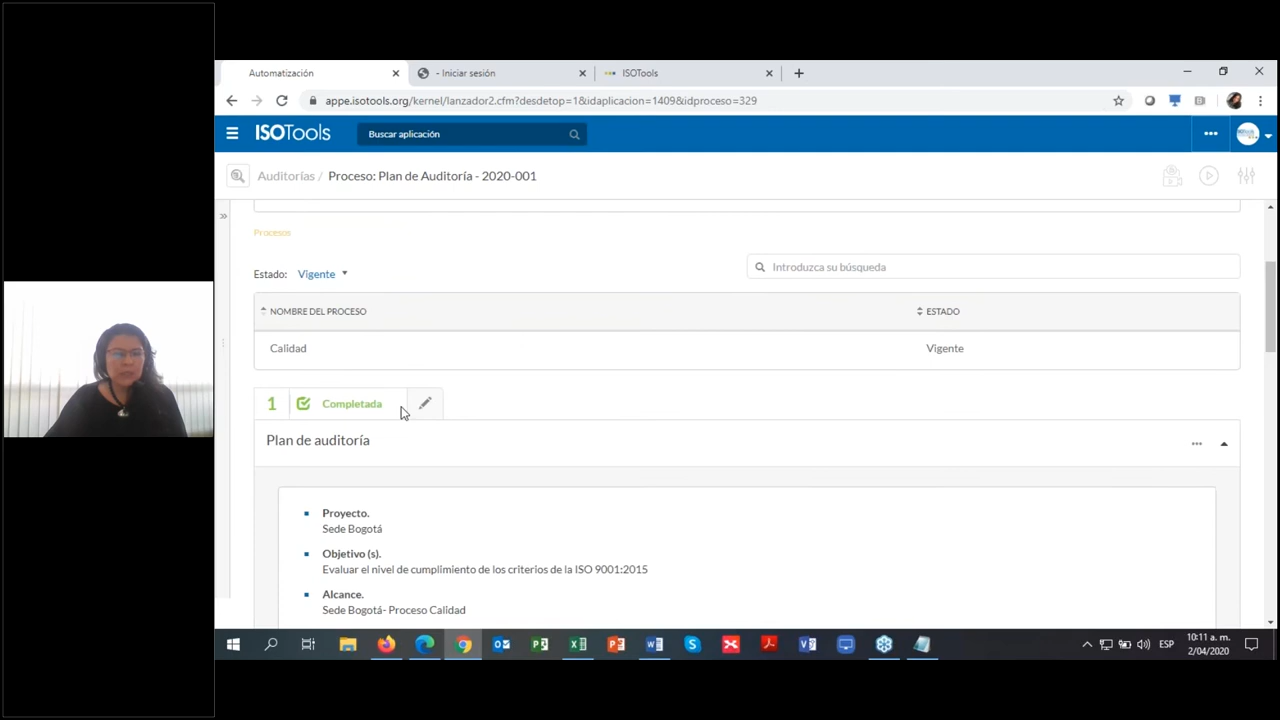 Automatización
- Iniciar sesión
ISOTools
appe.isotools.org/kernel/lanzador2.cfm?desdetop=1&idaplicacion=1409&idproceso=329
ISOTools
Buscar aplicación
Auditorías / Proceso: Plan de Auditoría - 2020-001
Procesos
Estado: Vigente
Introduzca su búsqueda
NOMBRE DEL PROCESO ESTADO
Calidad Vigente
1 Completada
Plan de auditoría
Proyecto.
Sede Bogotá
Objetivo (s).
Evaluar el nivel de cumplimiento de los criterios de la ISO 9001:2015
Alcance.
Sede Bogotá- Proceso Calidad
ESP
10:11 a. m.
2/04/2020